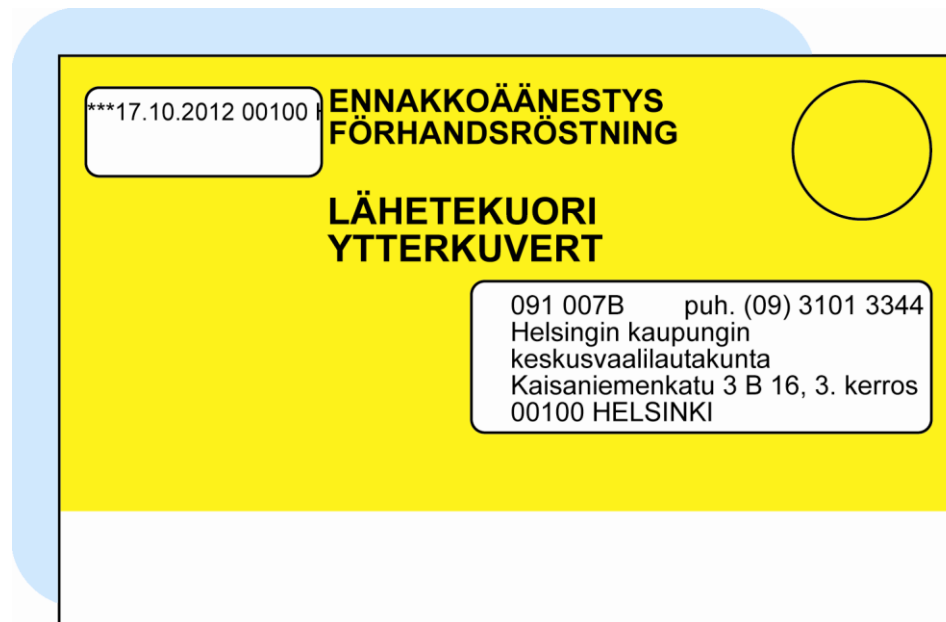 ***17.10.2012 00100
ENNAKKOÄÄNESTYS
FÖRHANDSRÖSTNING
LÄHETEKUORI
YTTERKUVERT
091 007B puh. (09) 3101 3344
Helsingin kaupungin
keskusvaalilautakunta
Kaisaniemenkatu 3 B 16, 3. kerros
00100 HELSINKI